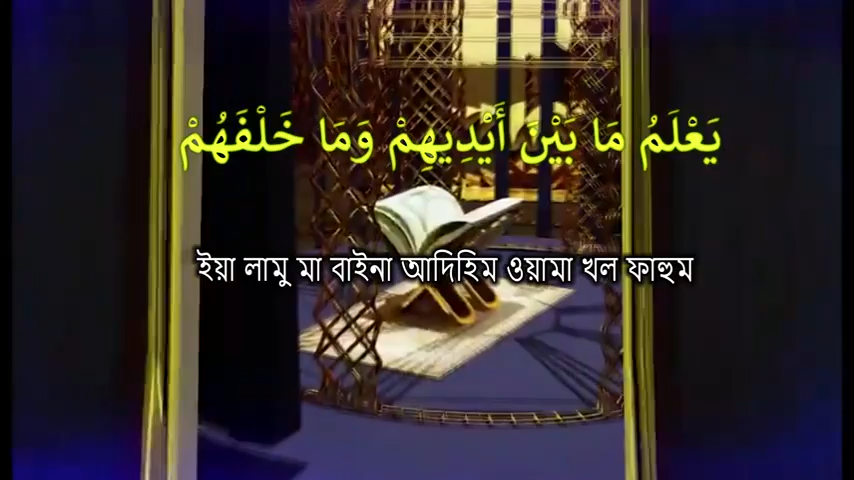 يَعْلَمُ مَا بَيْنَ أَيْدِيهِمْ وَمَا خَلْفَهُمْ
ইয়া লামু মা বাইনা আদিহিম ওয়ামা খল ফাহুম